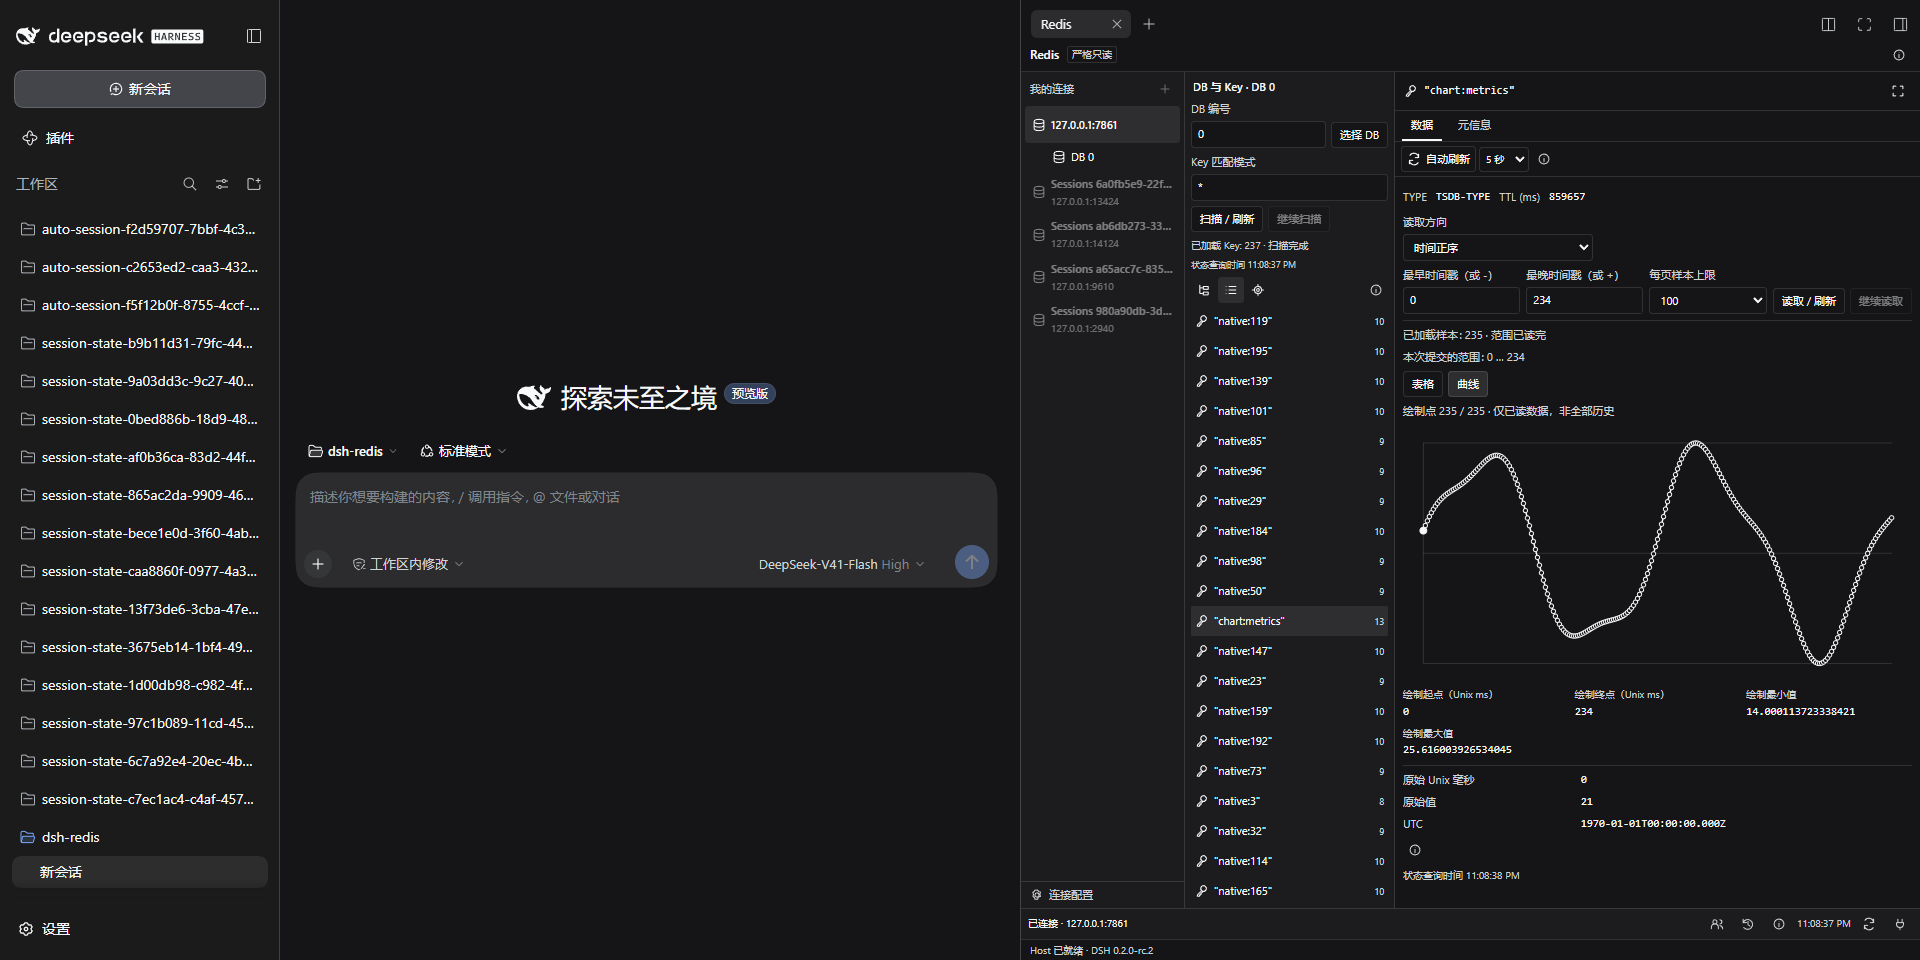 deepseek HARNESS
新会话
插件
工作区
auto-session-f2d59707-7bbf-4c3...
auto-session-c2653ed2-caa3-432...
auto-session-f5f12b0f-8755-4ccf-...
session-state-b9b11d31-79fc-44...
session-state-9a03dd3c-9c27-40...
session-state-0bed886b-18d9-48...
session-state-af0b36ca-83d2-44f...
session-state-865ac2da-9909-46...
session-state-bece1e0d-3f60-4ab...
session-state-caa8860f-0977-4a3...
session-state-13f73de6-3cba-47e...
session-state-3675eb14-1bf4-49...
session-state-1d00db98-c982-4f...
session-state-97c1b089-11cd-45...
session-state-6c7a92e4-20ec-4b...
session-state-c7ec1ac4-c4af-457...
dsh-redis
新会话
设置
探索未至之境 预览版
dsh-redis 标准模式
描述你想要构建的内容, / 调用指令, @ 文件或对话
工作区内修改 DeepSeek-V41-Flash High
Redis
Redis 严格只读
我的连接
127.0.0.1:7861
DB 0
Sessions 6a0fb5e9-22f...
127.0.0.1:13424
Sessions ab6db273-33...
127.0.0.1:14124
Sessions a65acc7c-835...
127.0.0.1:9610
Sessions 980a90db-3d...
127.0.0.1:2940
连接配置
DB 与 Key · DB 0
DB 编号
0 选择 DB
Key 匹配模式
*
扫描 / 刷新 继续扫描
已加载 Key: 237 · 扫描完成
状态查询时间 11:08:37 PM
"native:119" 10
"native:195" 10
"native:139" 10
"native:101" 10
"native:85" 9
"native:96" 9
"native:29" 9
"native:184" 10
"native:98" 9
"native:50" 9
"chart:metrics" 13
"native:147" 10
"native:23" 9
"native:159" 10
"native:192" 10
"native:73" 9
"native:3" 8
"native:32" 9
"native:114" 10
"native:165" 10
"chart:metrics"
数据 元信息
自动刷新 5 秒
TYPE TSDB-TYPE TTL (ms) 859657
读取方向
时间正序
最早时间戳（或 -） 最晚时间戳（或 +） 每页样本上限
0 234 100 读取 / 刷新 继续读取
已加载样本: 235 · 范围已读完
本次提交的范围: 0 ... 234
表格 曲线
绘制点 235 / 235 · 仅已读数据，非全部历史
绘制起点（Unix ms） 绘制终点（Unix ms） 绘制最小值
0 234 14.000113723338421
绘制最大值
25.616003926534045
原始 Unix 毫秒 0
原始值 21
UTC 1970-01-01T00:00:00.000Z
状态查询时间 11:08:38 PM
已连接 · 127.0.0.1:7861 11:08:37 PM
Host 已就绪 · DSH 0.2.0-rc.2